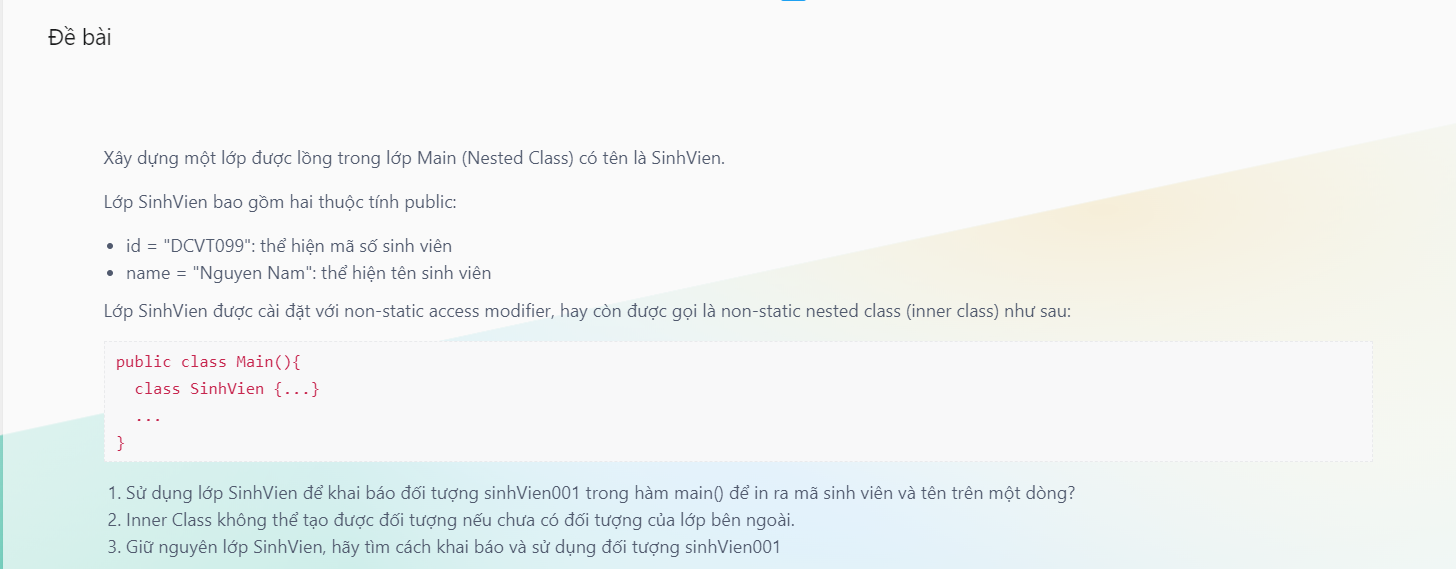 Đề bài
Xây dựng một lớp được lồng trong lớp Main (Nested Class) có tên là SinhVien.
Lớp SinhVien bao gồm hai thuộc tính public:
• id = "DCVT099": thể hiện mã số sinh viên
• name = "Nguyen Nam": thể hiện tên sinh viên
Lớp SinhVien được cài đặt với non-static access modifier, hay còn được gọi là non-static nested class (inner class) như sau:
public class Main(){
  class SinhVien {...}
  ...
}
1. Sử dụng lớp SinhVien để khai báo đối tượng sinhVien001 trong hàm main() để in ra mã sinh viên và tên trên một dòng?
2. Inner Class không thể tạo được đối tượng nếu chưa có đối tượng của lớp bên ngoài.
3. Giữ nguyên lớp SinhVien, hãy tìm cách khai báo và sử dụng đối tượng sinhVien001